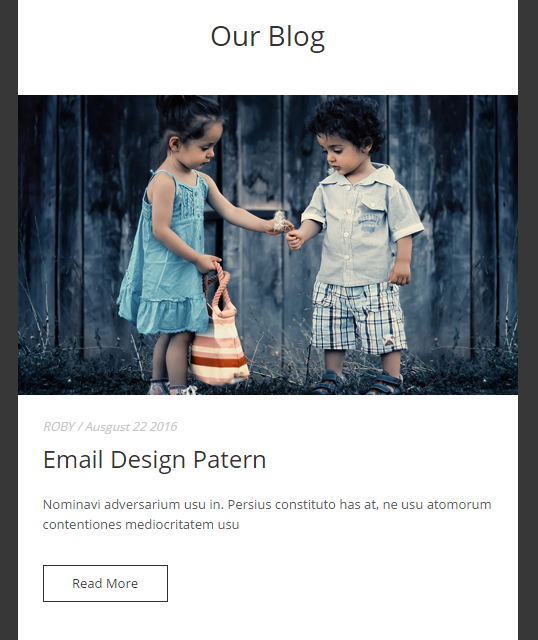 Our Blog
ROBY / Ausgust 22 2016
Email Design Patern
Nominavi adversarium usu in. Persius constituto has at, ne usu atomorum
contentiones mediocritatem usu
Read More